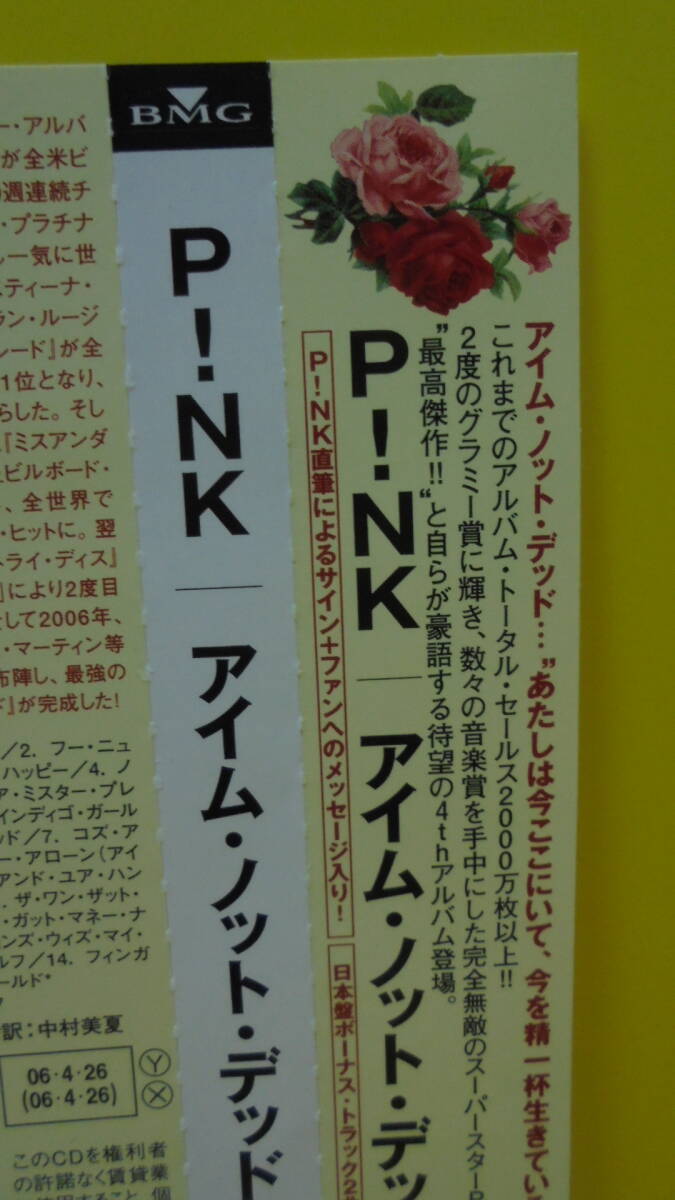 BMG
P!NK
アイム・ノット・デッド
アイム・ノット・デッド…"あたしは今ここにいて、今を精一杯生きてい
これまでのアルバム・トータル・セールス2000万枚以上!!
2度のグラミー賞に輝き、数々の音楽賞を手中にした完全無敵のスーパースター
"最高傑作!!"と自らが豪語する待望の4thアルバム登場。
P!NK
アイム・ノット・デッ
P!NK直筆によるサイン+ファンへのメッセージ入り!
日本盤ボーナス・トラック2
ー・アルバ
が全米ビ
週連続チ
・プラチナ
し一気に世
スティーナ・
ラン・ルージ
レード』が全
1位となり、
らした。そし
『ミスアンダ
ビルボード・
、全世界で
・ヒットに。翌
トライ・ディス』
』により2度目
して2006年、
・マーティン等
布陣し、最強の
ド』が完成した!
/2. フー・ニュ
ハッピー/4. ノ
ア・ミスター・プレ
インディゴ・ガール
ッド/7. コズ・ア
ー・アローン(アイ
アンド・ユア・ハン
. ザ・ワン・ザット・
・ガット・マネー・ナ
ンズ・ウィズ・マイ・
ルフ/14. フィンガ
ールド*
訳:中村美夏
06・4・26
(06・4・26)
Y
X
このCDを権利者
の許諾なく賃貸業